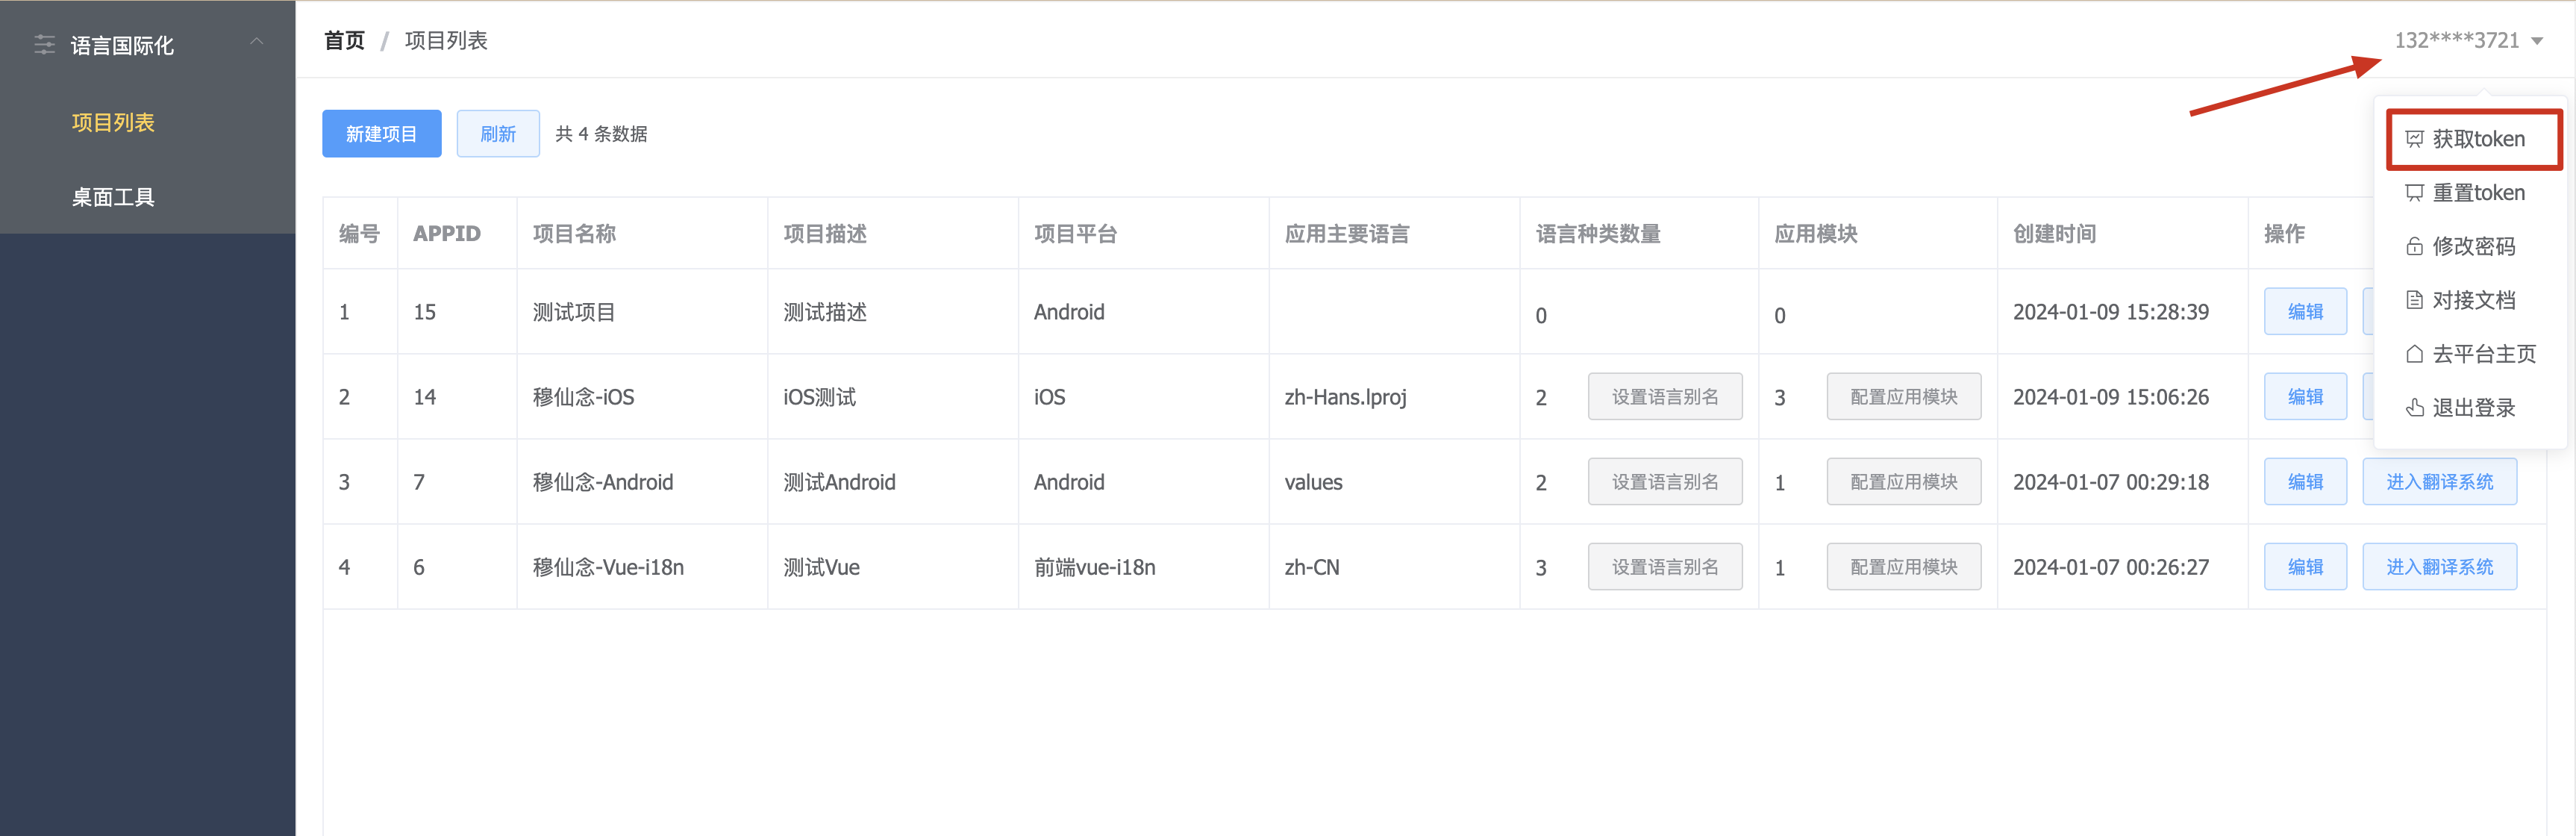 语言国际化
项目列表
桌面工具
首页 / 项目列表
132****3721
新建项目 刷新 共 4 条数据
获取token
重置token
修改密码
对接文档
去平台主页
退出登录
编号 APPID 项目名称 项目描述 项目平台 应用主要语言 语言种类数量 应用模块 创建时间 操作
1 15 测试项目 测试描述 Android 0 0 2024-01-09 15:28:39 编辑
2 14 穆仙念-iOS iOS测试 iOS zh-Hans.lproj 2 设置语言别名 3 配置应用模块 2024-01-09 15:06:26 编辑
3 7 穆仙念-Android 测试Android Android values 2 设置语言别名 1 配置应用模块 2024-01-07 00:29:18 编辑 进入翻译系统
4 6 穆仙念-Vue-i18n 测试Vue 前端vue-i18n zh-CN 3 设置语言别名 1 配置应用模块 2024-01-07 00:26:27 编辑 进入翻译系统